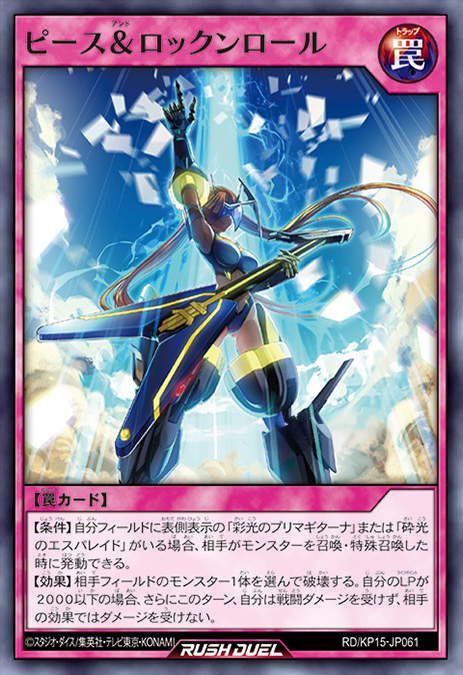 ピース&ロックンロール
アンド
トラップ
罠
【罠カード】
【条件】自分フィールドに表側表示の「彩光のプリマギターナ」または「砕光
のエスパレイド」がいる場合、相手がモンスターを召喚・特殊召喚した
時に発動できる。
【効果】相手フィールドのモンスター1体を選んで破壊する。自分のLPが
2000以下の場合、さらにこのターン、自分は戦闘ダメージを受けず、相手
の効果ではダメージを受けない。
©スタジオ・ダイス/集英社・テレビ東京・KONAMI
RUSH DUEL
RD/KP15-JP061